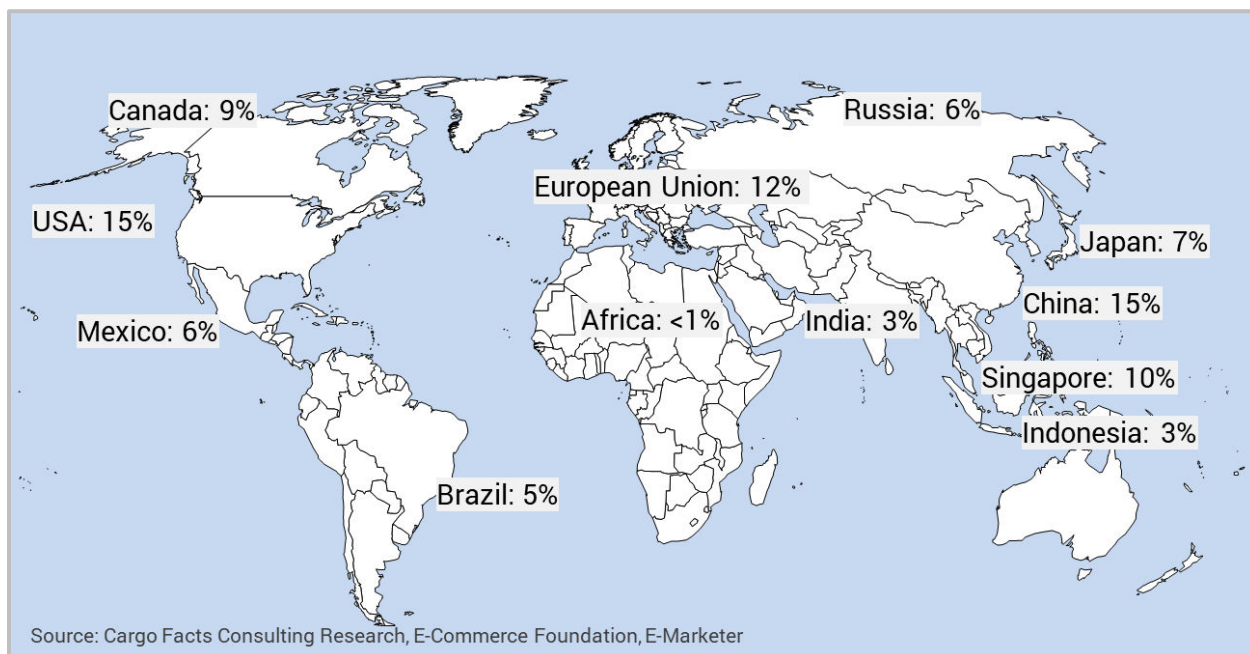 Canada: 9%
Russia: 6%
European Union: 12%
USA: 15%
Japan: 7%
China: 15%
Mexico: 6%
Africa: <1%
India: 3%
Singapore: 10%
Indonesia: 3%
Brazil: 5%
Source: Cargo Facts Consulting Research, E-Commerce Foundation, E-Marketer